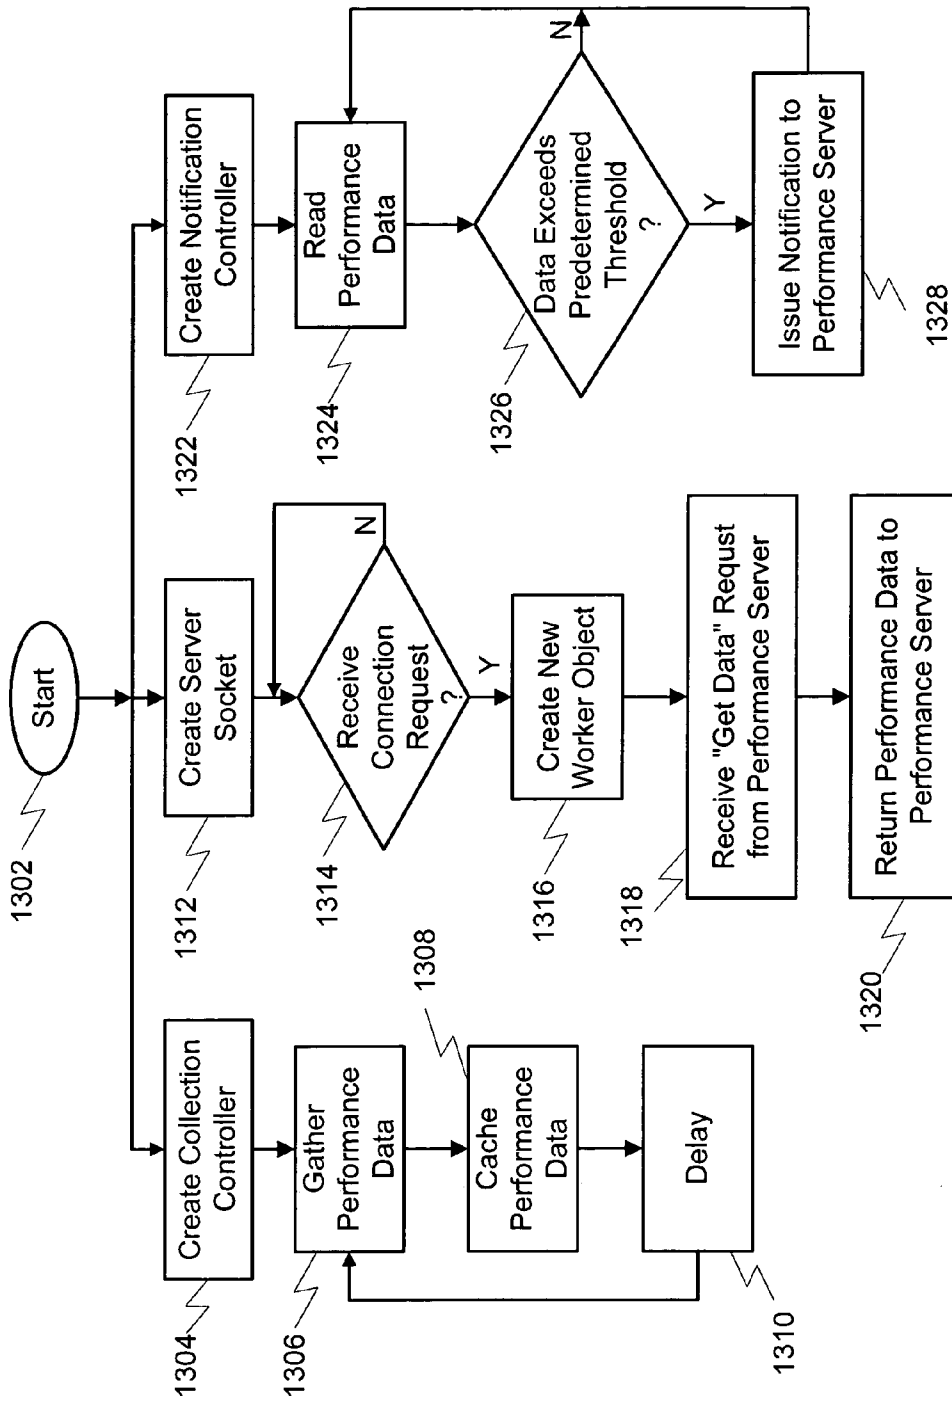 Start
1302
Create Collection
Controller
1304
Gather
Performance
Data
1306
Cache
Performance
Data
1308
Delay
1310
Create Server
Socket
1312
Receive
Connection
Request
?
N
Y
1314
Create New
Worker Object
1316
Receive "Get Data" Requst
from Performance Server
1318
Return Performance Data to
Performance Server
1320
Create Notification
Controller
1322
Read
Performance
Data
1324
Data Exceeds
Predetermined
Threshold
?
N
Y
1326
Issue Notification to
Performance Server
1328